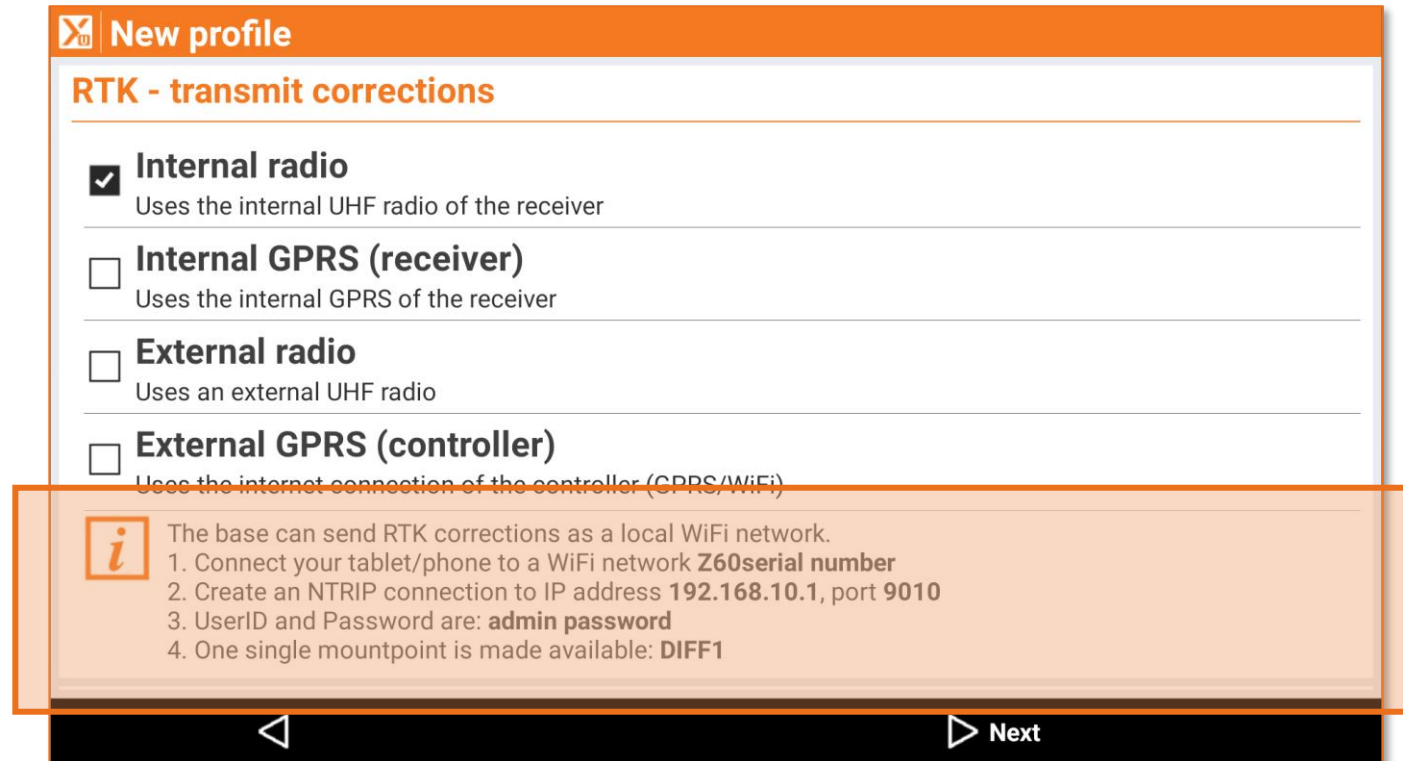 New profile
RTK - transmit corrections
Internal radio
Uses the internal UHF radio of the receiver
Internal GPRS (receiver)
Uses the internal GPRS of the receiver
External radio
Uses an external UHF radio
External GPRS (controller)
Uses the internet connection of the controller (GPRS/WiFi)
The base can send RTK corrections as a local WiFi network.
1. Connect your tablet/phone to a WiFi network Z60serial number
2. Create an NTRIP connection to IP address 192.168.10.1, port 9010
3. UserID and Password are: admin password
4. One single mountpoint is made available: DIFF1
Next